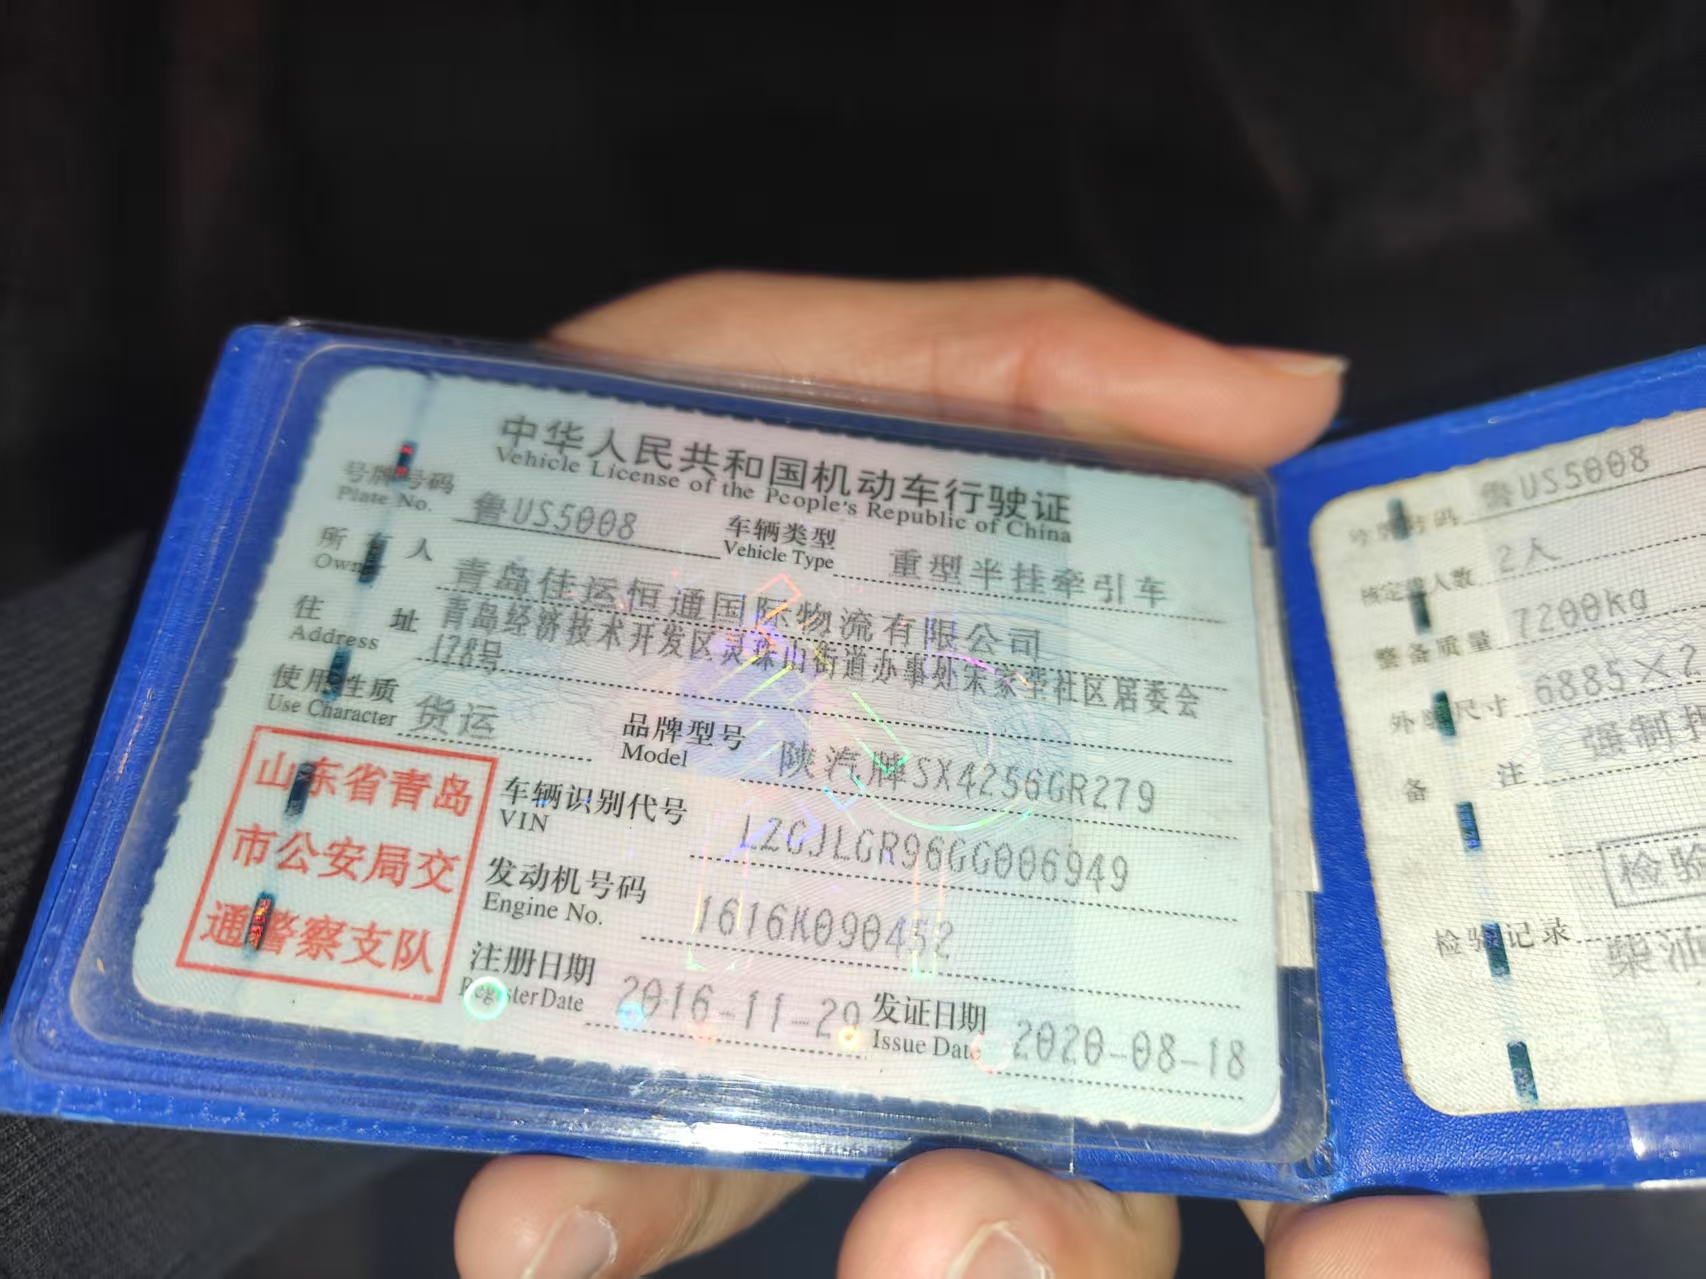 中华人民共和国机动车行驶证
Vehicle License of the People's Republic of China
号牌号码 鲁US5008 车辆类型 重型半挂牵引车
Plate No. Vehicle Type
所有人 青岛佳运恒通国际物流有限公司
Owner
住址 青岛经济技术开发区灵珠山街道办事处宋家茔社区居委会
Address 178号
使用性质 货运 品牌型号 陕汽牌SX4256GR279
Use Character Model
车辆识别代号 LZGJLGR96GG006949
VIN
发动机号码 1616K090452
Engine No.
注册日期 2016-11-29 发证日期 2020-08-18
Register Date Issue Date
山东省青岛
市公安局交
通警察支队
号牌号码 鲁US5008
核定载人数 2人
整备质量 7200kg
外廓尺寸 6885×2
备注 强制
检验
检验记录 柴油